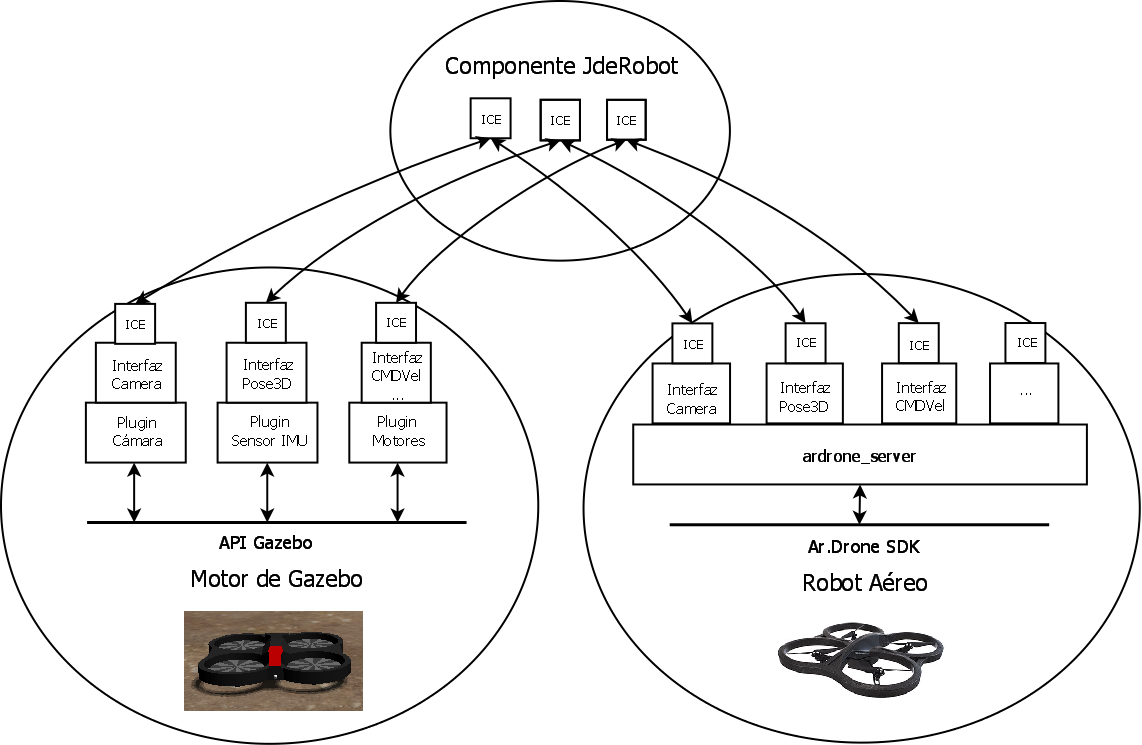 Componente JdeRobot
ICE
ICE
ICE
ICE
Interfaz
Camera
Plugin
Cámara
ICE
Interfaz
Pose3D
Plugin
Sensor IMU
ICE
Interfaz
CMDVel
...
Plugin
Motores
API Gazebo
Motor de Gazebo
ICE
Interfaz
Camera
ICE
Interfaz
Pose3D
ICE
Interfaz
CMDVel
ICE
...
ardrone_server
Ar.Drone SDK
Robot Aéreo